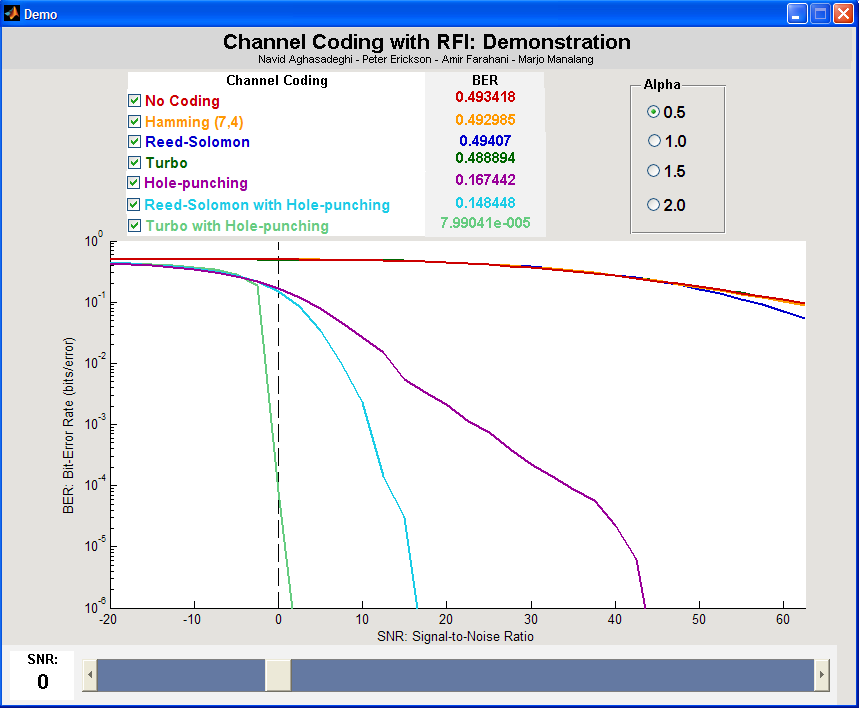 Demo
Channel Coding with RFI: Demonstration
Navid Aghasadeghi - Peter Erickson - Amir Farahani - Marjo Manalang
Channel Coding BER
No Coding 0.493418
Hamming (7,4) 0.492985
Reed-Solomon 0.49407
Turbo 0.488894
Hole-punching 0.167442
Reed-Solomon with Hole-punching 0.148448
Turbo with Hole-punching 7.99041e-005
Alpha
0.5
1.0
1.5
2.0
BER: Bit-Error Rate (bits/error)
10^0
10^-1
10^-2
10^-3
10^-4
10^-5
10^-6
-20 -10 0 10 20 30 40 50 60
SNR: Signal-to-Noise Ratio
SNR:
0